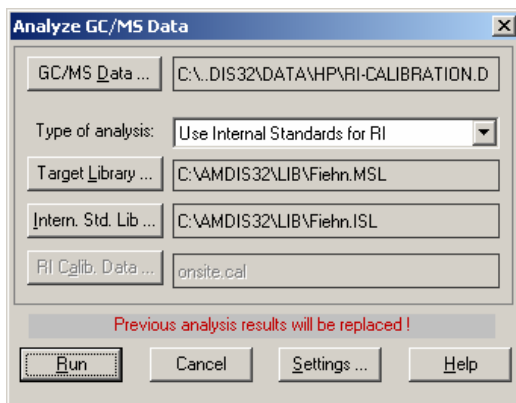 Analyze GC/MS Data
GC/MS Data ... C:\..DIS32\DATA\HP\RI-CALIBRATION.D
Type of analysis: Use Internal Standards for RI
Target Library ... C:\AMDIS32\LIB\Fiehn.MSL
Intern. Std. Lib ... C:\AMDIS32\LIB\Fiehn.ISL
RI Calib. Data ... onsite.cal
Previous analysis results will be replaced !
Run Cancel Settings ... Help